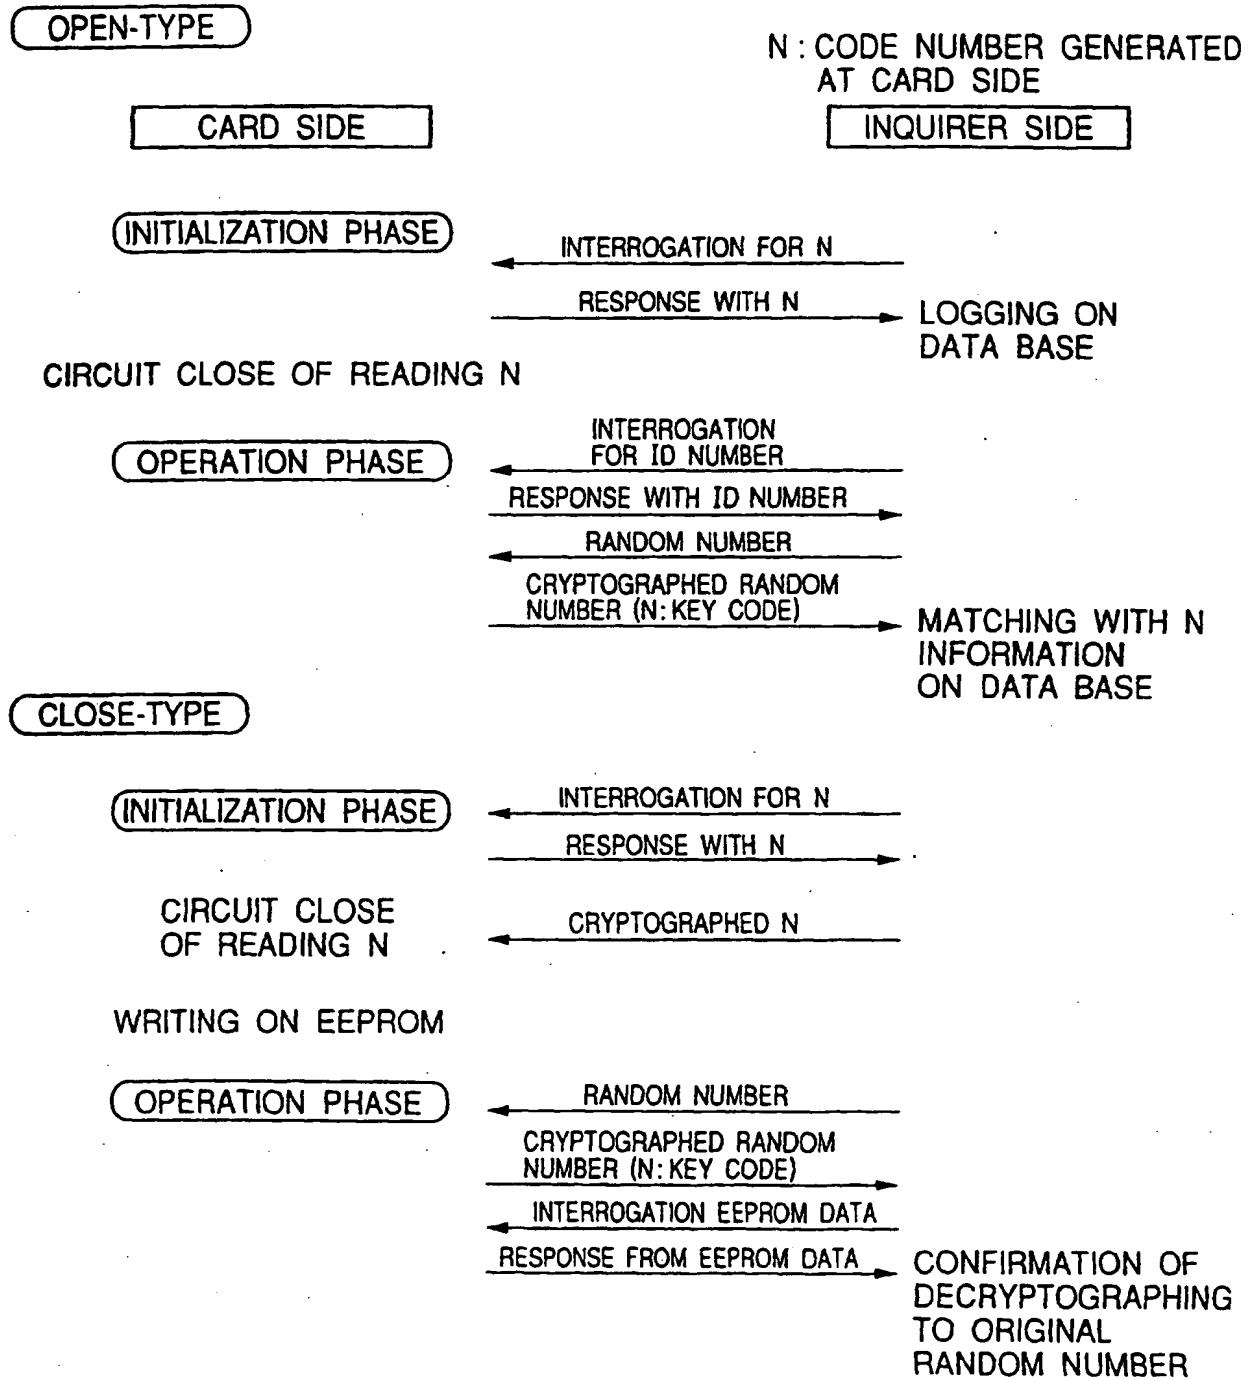 OPEN-TYPE
N : CODE NUMBER GENERATED
AT CARD SIDE
CARD SIDE
INQUIRER SIDE
INITIALIZATION PHASE
INTERROGATION FOR N
RESPONSE WITH N
LOGGING ON
DATA BASE
CIRCUIT CLOSE OF READING N
OPERATION PHASE
INTERROGATION
FOR ID NUMBER
RESPONSE WITH ID NUMBER
RANDOM NUMBER
CRYPTOGRAPHED RANDOM
NUMBER (N: KEY CODE)
MATCHING WITH N
INFORMATION
ON DATA BASE
CLOSE-TYPE
INITIALIZATION PHASE
INTERROGATION FOR N
RESPONSE WITH N
CIRCUIT CLOSE
OF READING N
CRYPTOGRAPHED N
WRITING ON EEPROM
OPERATION PHASE
RANDOM NUMBER
CRYPTOGRAPHED RANDOM
NUMBER (N: KEY CODE)
INTERROGATION EEPROM DATA
RESPONSE FROM EEPROM DATA
CONFIRMATION OF
DECRYPTOGRAPHING
TO ORIGINAL
RANDOM NUMBER